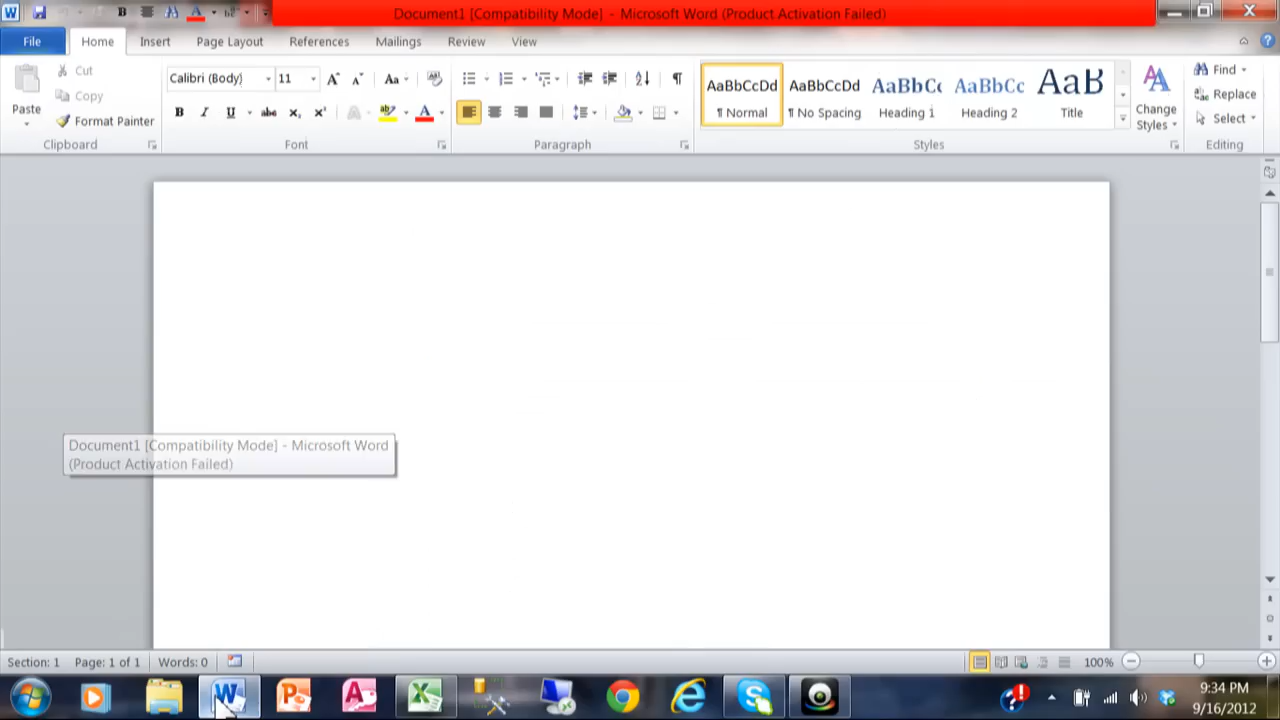 Document1 [Compatibility Mode] - Microsoft Word (Product Activation Failed)
File Home Insert Page Layout References Mailings Review View
Paste
Cut
Copy
Format Painter
Clipboard
Calibri (Body) 11
B I U abc
Font
Paragraph
AaBbCcDd
¶ Normal
AaBbCcDd
¶ No Spacing
AaBbCc
Heading 1
AaBbCc
Heading 2
AaB
Title
Change
Styles
Styles
Find
Replace
Select
Editing
Document1 [Compatibility Mode] - Microsoft Word
(Product Activation Failed)
Section: 1 Page: 1 of 1 Words: 0 100%
9:34 PM
9/16/2012